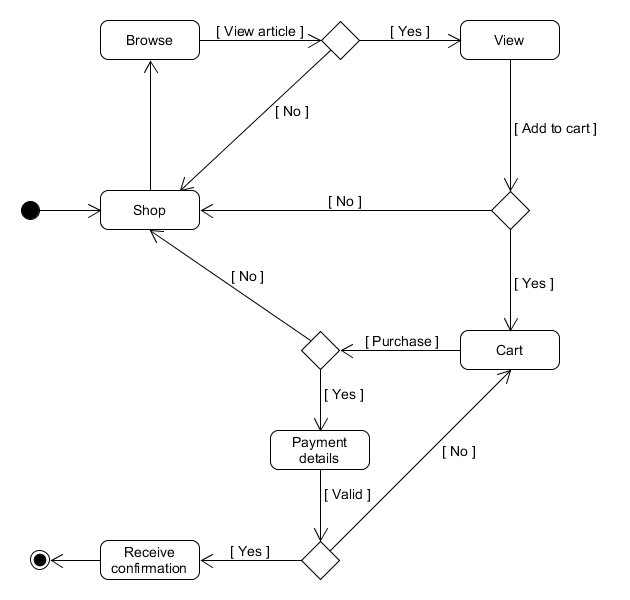 Browse
[ View article ]
[ Yes ]
View
[ No ]
[ Add to cart ]
Shop
[ No ]
[ No ]
[ Yes ]
[ Purchase ]
Cart
[ Yes ]
Payment
details
[ No ]
[ Valid ]
Receive
confirmation
[ Yes ]